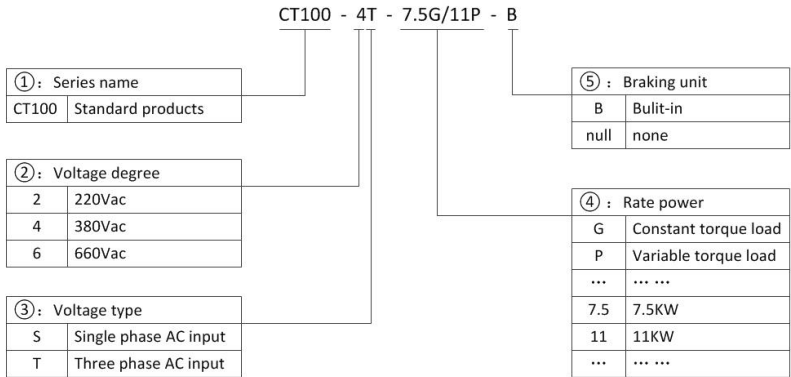 CT100 - 4T - 7.5G/11P - B
①: Series name
CT100 Standard products
②: Voltage degree
2 220Vac
4 380Vac
6 660Vac
③: Voltage type
S Single phase AC input
T Three phase AC input
⑤: Braking unit
B Bulit-in
null none
④: Rate power
G Constant torque load
P Variable torque load
··· ··· ···
7.5 7.5KW
11 11KW
··· ··· ···